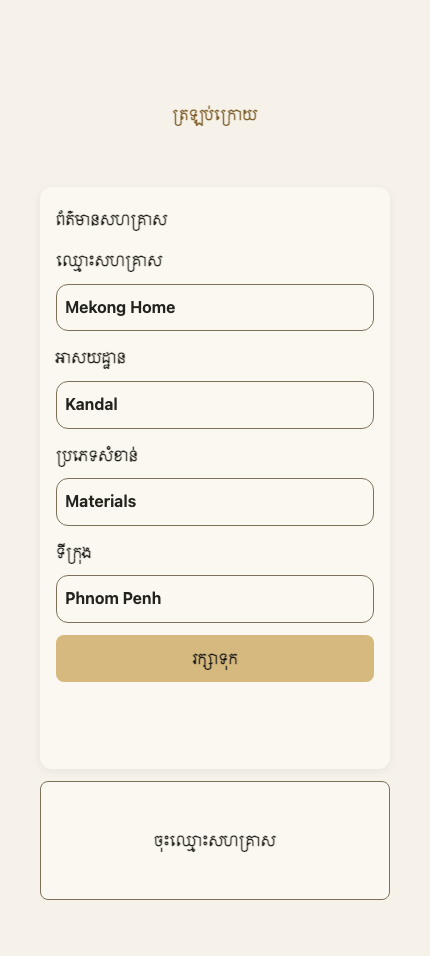 ត្រឡប់ក្រោយ
ព័ត៌មានសហគ្រាស
ឈ្មោះសហគ្រាស
Mekong Home
អាសយដ្ឋាន
Kandal
ប្រភេទសំខាន់
Materials
ទីក្រុង
Phnom Penh
រក្សាទុក
ចុះឈ្មោះសហគ្រាស